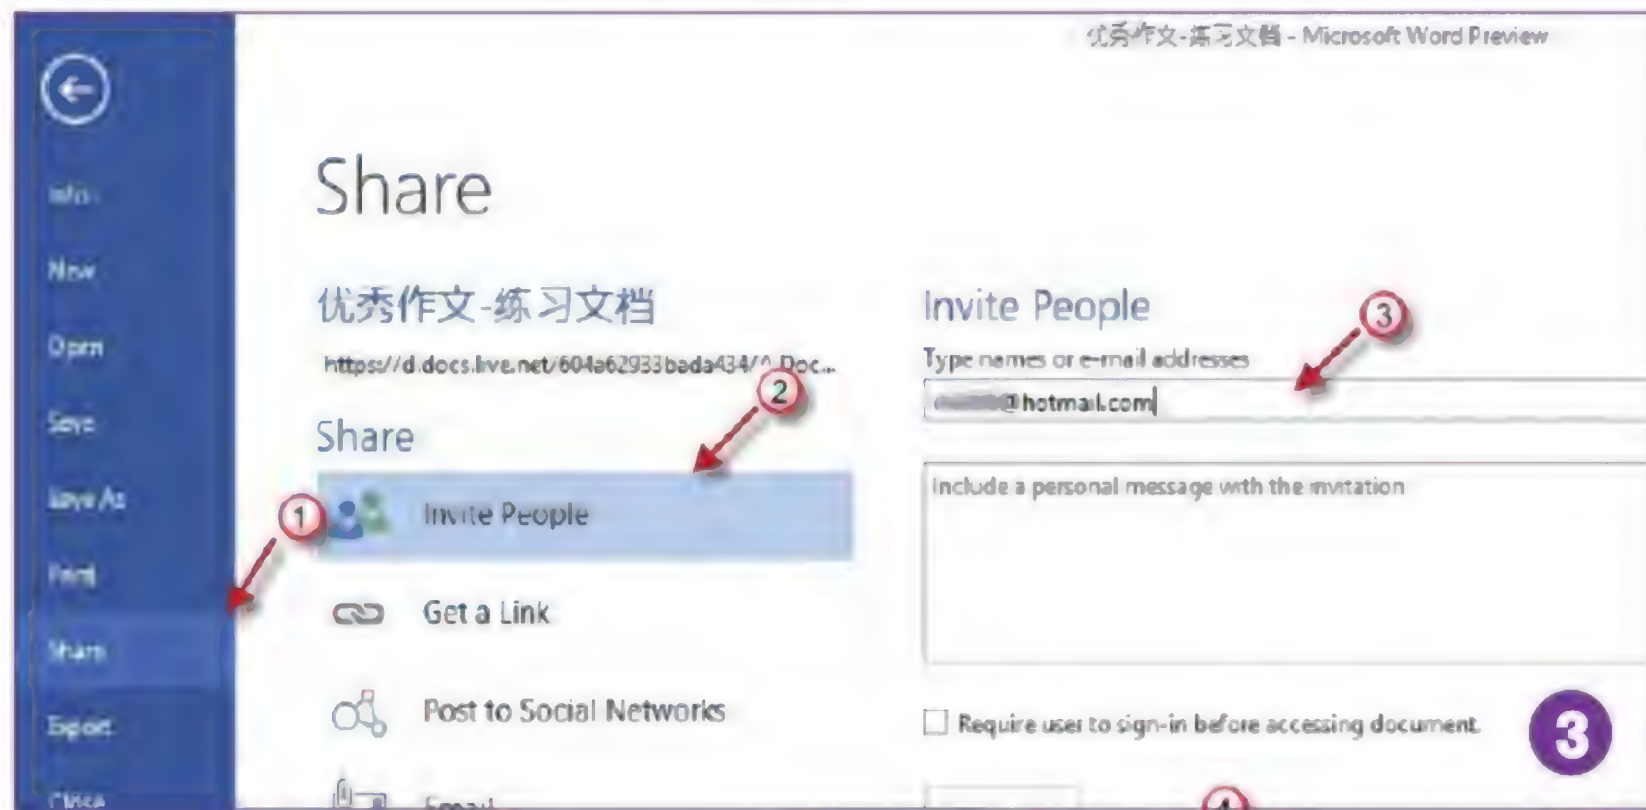 优秀作文-练习文档 - Microsoft Word Preview
Info
New
Open
Save
Save As
Print
Share
Export
Close
Share
优秀作文-练习文档
https://d.docs.live.net/604a62933bada434/^.Doc...
Share
Invite People
Get a Link
Post to Social Networks
Email
Invite People
Type names or e-mail addresses
@hotmail.com
Include a personal message with the invitation
Require user to sign-in before accessing document.
1
2
3
4
3